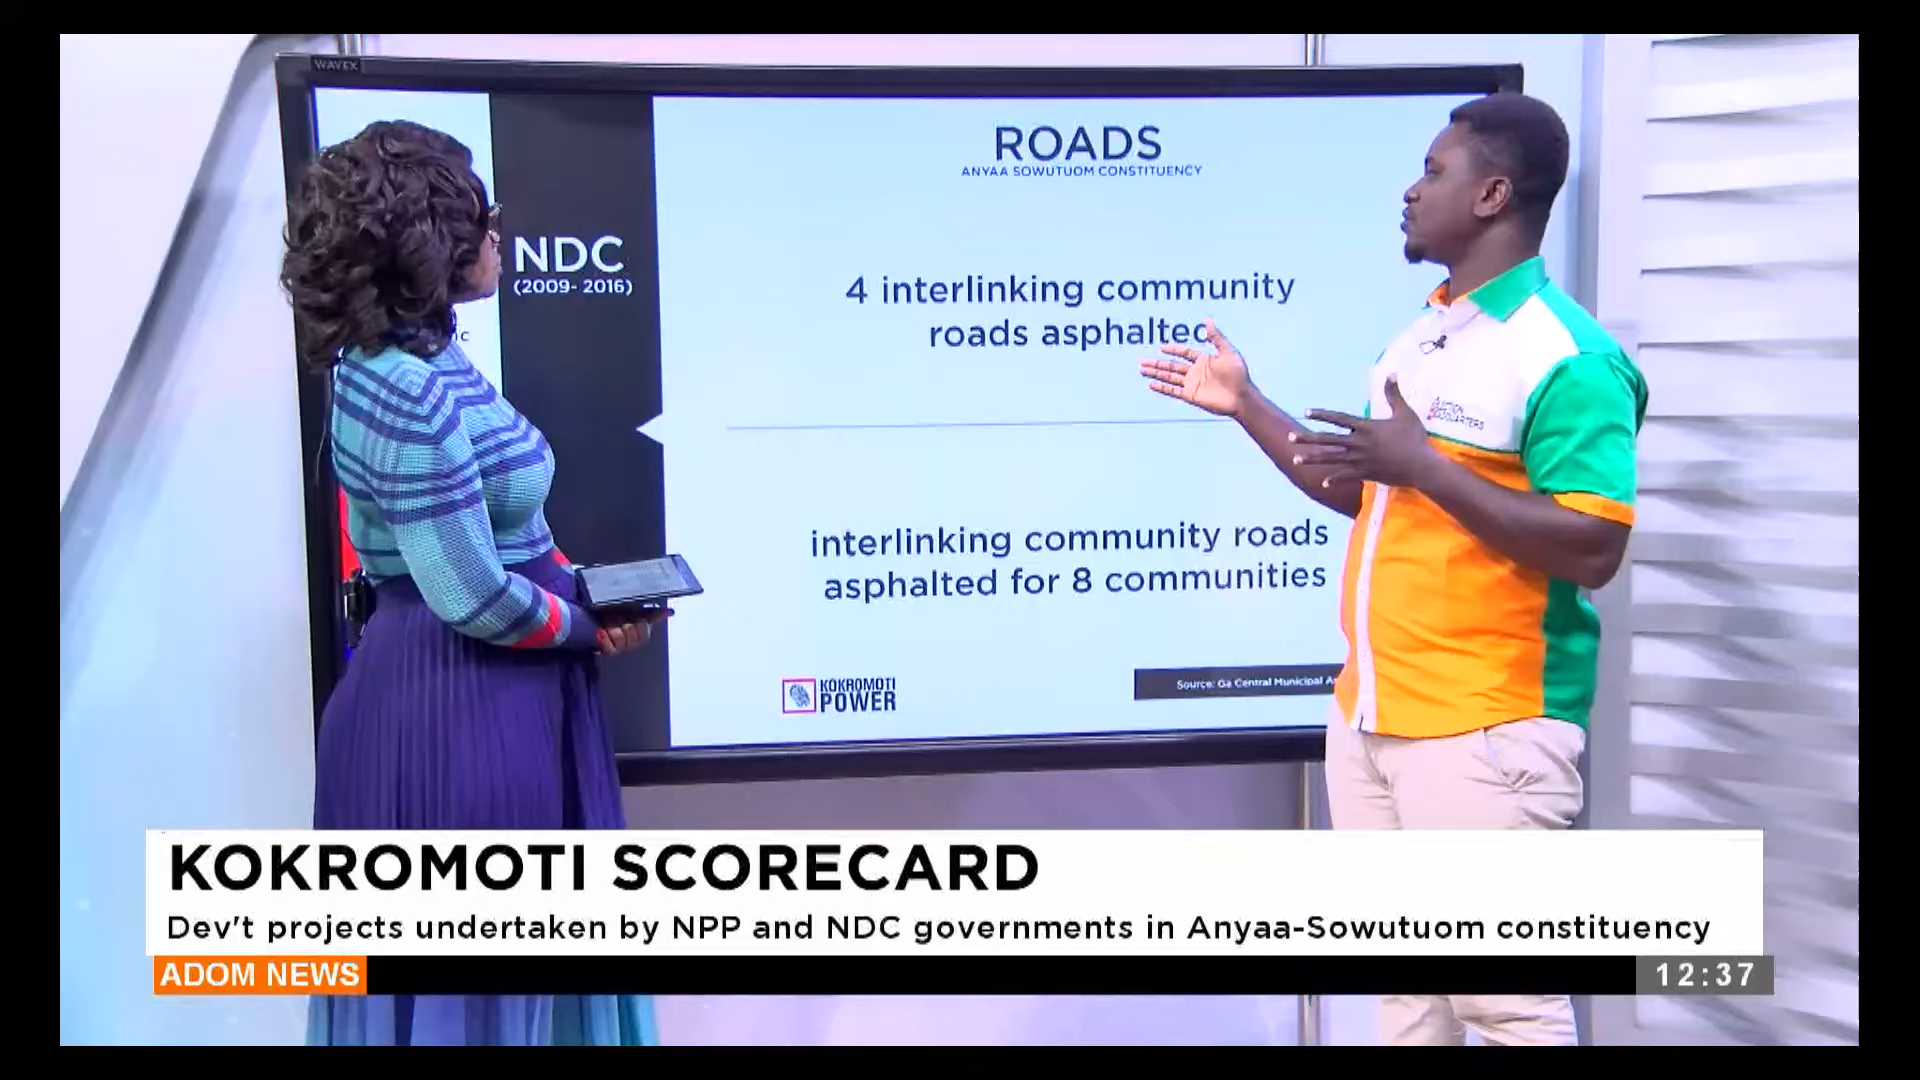 WAVEX
ROADS
ANYAA SOWUTUOM CONSTITUENCY
NDC
(2009- 2016)
4 interlinking community
roads asphalted
interlinking community roads
asphalted for 8 communities
KOKROMOTI
POWER
Source: Ga Central Municipal
KOKROMOTI SCORECARD
Dev't projects undertaken by NPP and NDC governments in Anyaa-Sowutuom constituency
ADOM NEWS
12:37